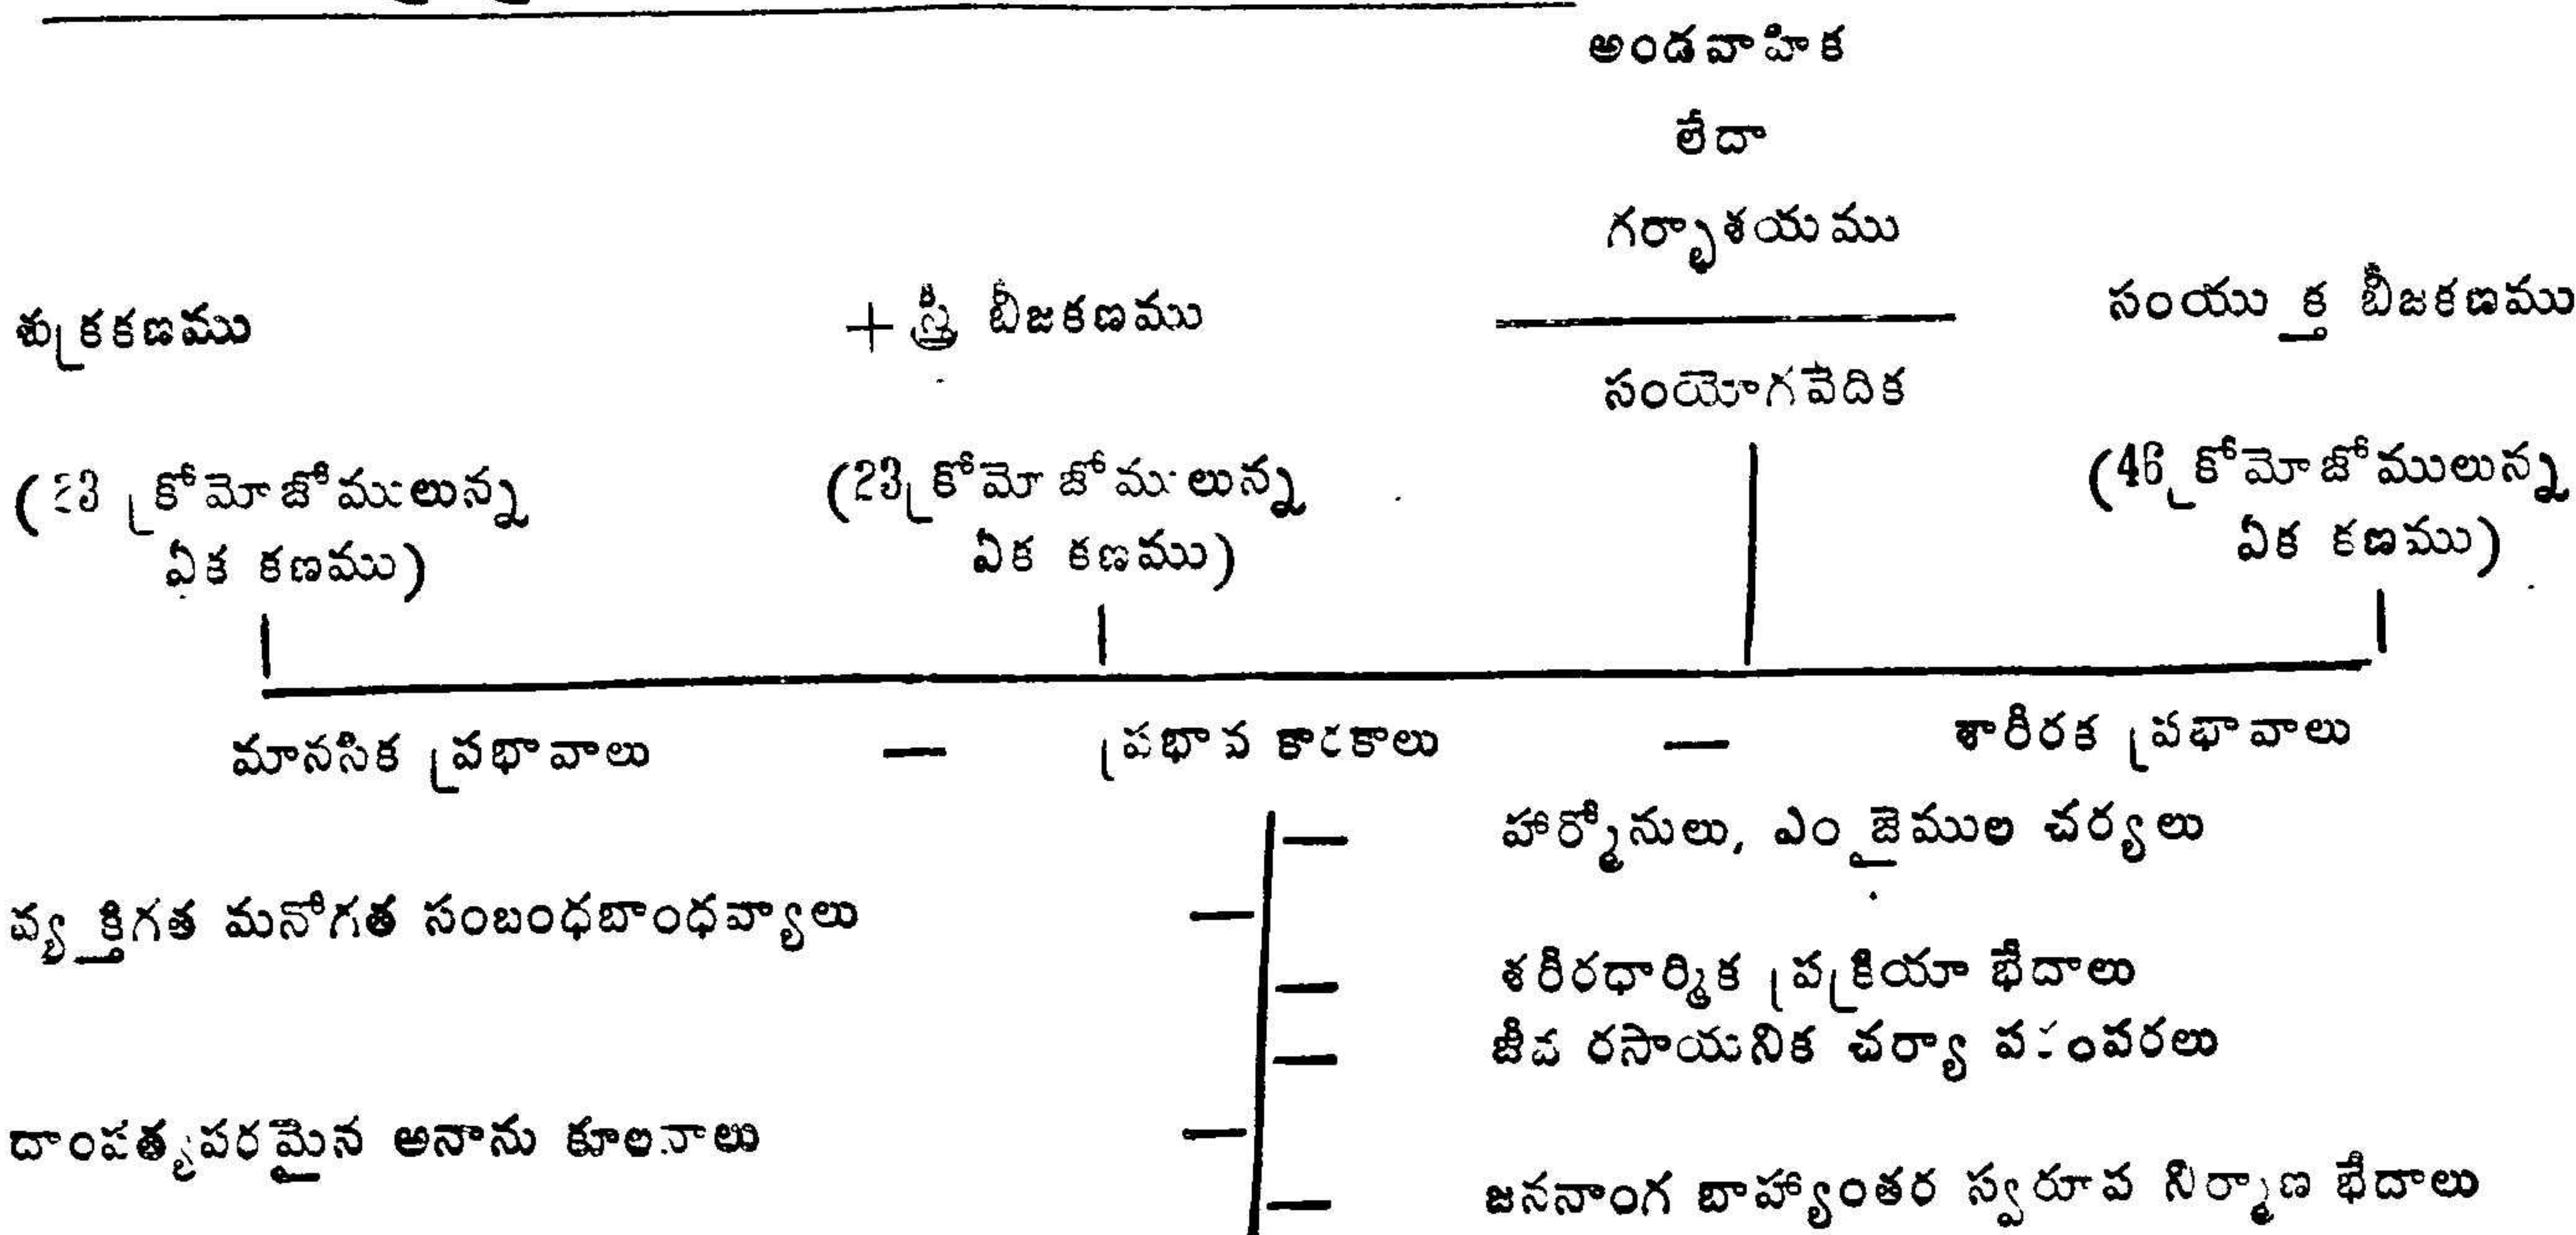 అండవాహిక
లేదా
గర్భాశయము
శుక్రకణము + స్త్రీ బీజకణము సంయుక్త బీజకణము
సంయోగవేదిక
(23 క్రోమోజోములున్న (23 క్రోమోజోములున్న (46 క్రోమోజోములున్న
ఏక కణము) ఏక కణము) ఏక కణము)
మానసిక ప్రభావాలు — ప్రభావ కారకాలు — శారీరక ప్రభావాలు
హార్మోనులు, ఎంజైముల చర్యలు
వ్యక్తిగత మనోగత సంబంధబాంధవ్యాలు
శరీరధార్మిక ప్రక్రియా భేదాలు
జీవ రసాయనిక చర్యా పరంపరలు
దాంపత్యపరమైన అనానుకూలనాలు
జననాంగ బాహ్యాంతర స్వరూప నిర్మాణ భేదాలు